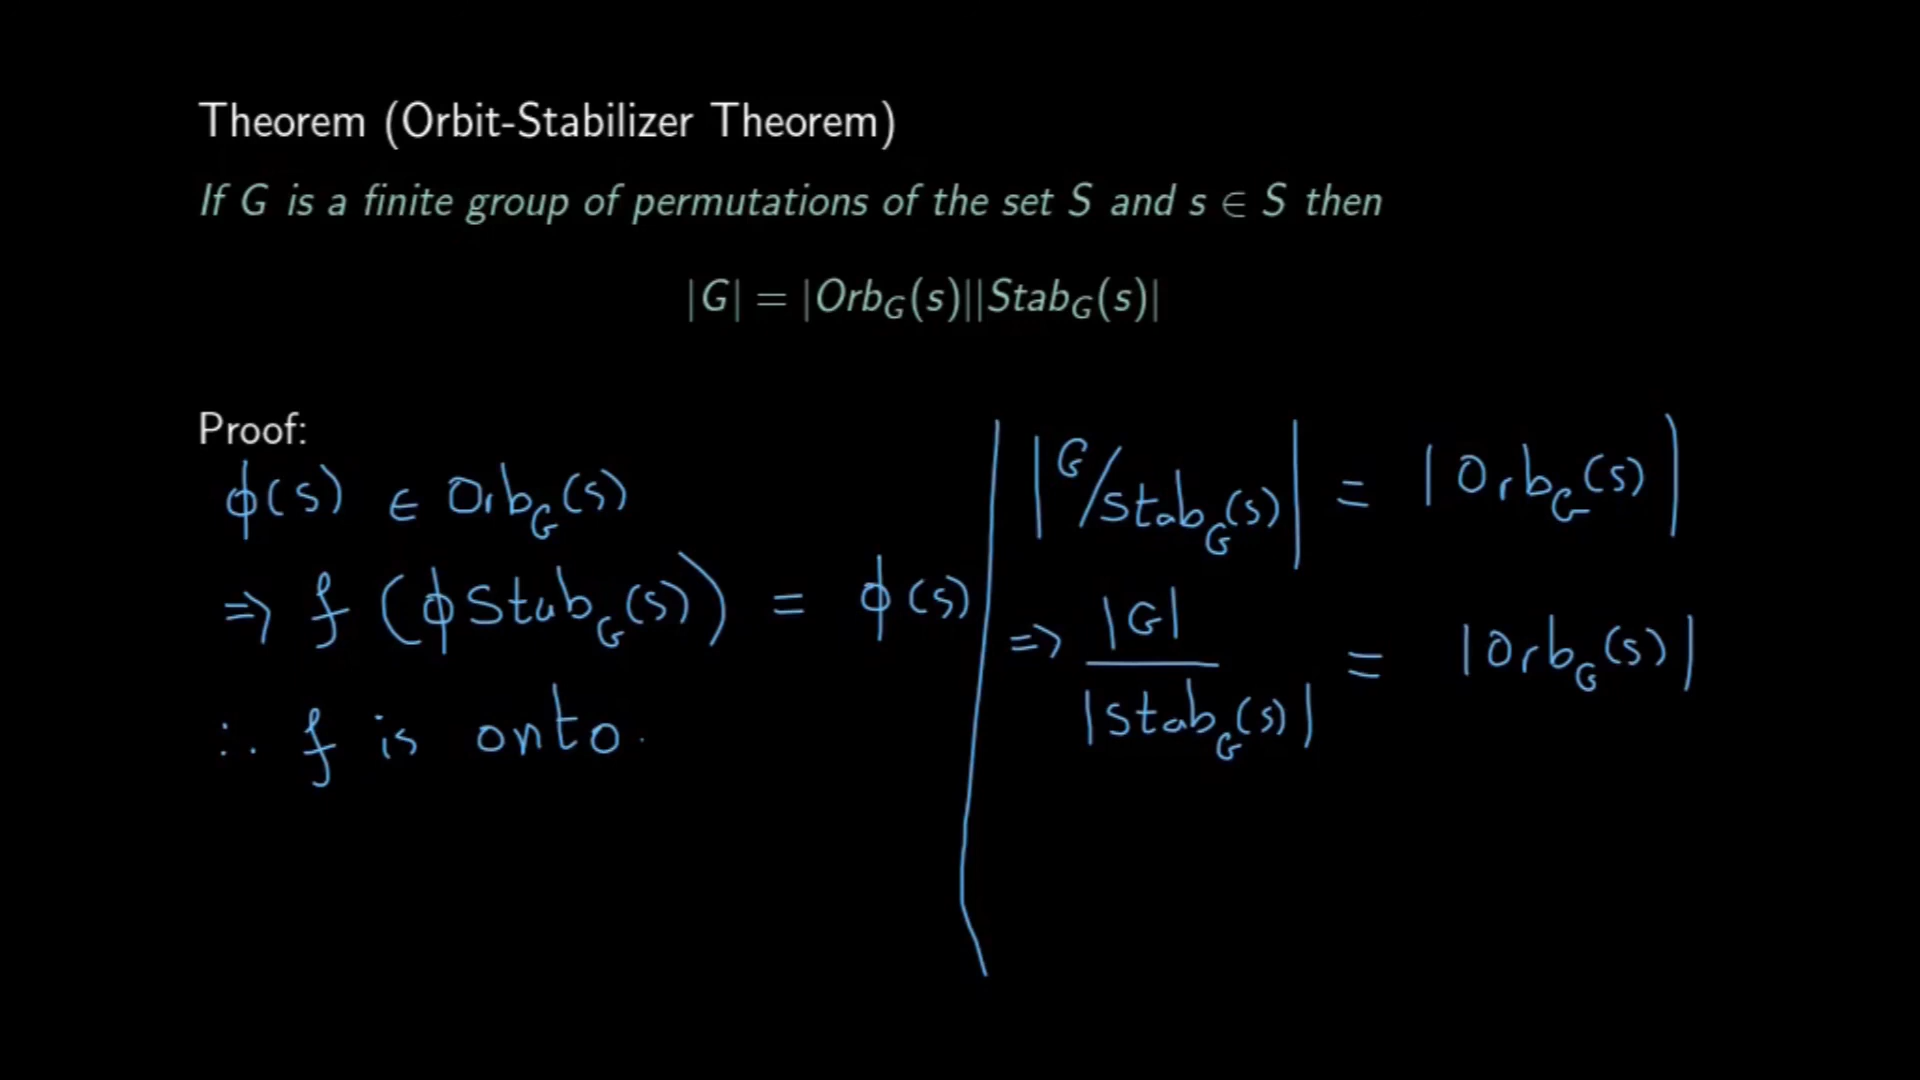 Theorem (Orbit-Stabilizer Theorem)
If G is a finite group of permutations of the set S and s ∈ S then
|G| = |Orb_G(s)||Stab_G(s)|
Proof:
ϕ(s) ∈ Orb_G(s)
⇒ f (ϕ Stab_G(s)) = ϕ(s)
∴ f is onto.
|G/Stab_G(s)| = |Orb_G(s)|
⇒ |G| / |Stab_G(s)| = |Orb_G(s)|